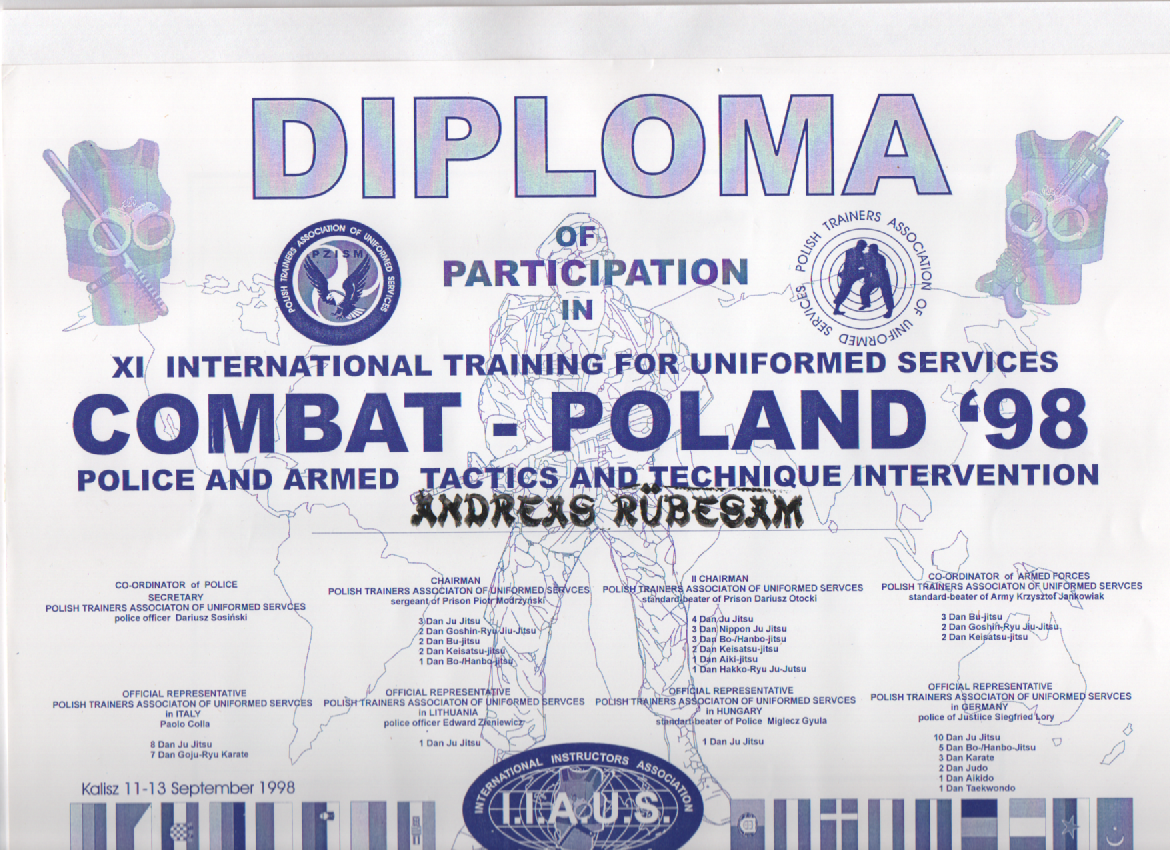 DIPLOMA
OF
PARTICIPATION
IN
POLISH TRAINERS ASSOCIATION OF UNIFORMED SERVICES
PZISM
POLISH TRAINERS ASSOCIATION OF UNIFORMED SERVICES
XI INTERNATIONAL TRAINING FOR UNIFORMED SERVICES
COMBAT - POLAND ‘98
POLICE AND ARMED TACTICS AND TECHNIQUE INTERVENTION
ANDREAS RÜBESAM
CO-ORDINATOR of POLICE
SECRETARY
POLISH TRAINERS ASSOCIATON OF UNIFORMED SERVCES
police officer Dariusz Sosiński
CHAIRMAN
POLISH TRAINERS ASSOCIATON OF UNIFORMED SERVCES
sergeant of Prison Piotr Modrzyński
3 Dan Ju Jitsu
2 Dan Goshin-Ryu Jiu-Jitsu
2 Dan Bu-jitsu
2 Dan Keisatsu-jitsu
1 Dan Bo/Hanbo-jitsu
II CHAIRMAN
POLISH TRAINERS ASSOCIATON OF UNIFORMED SERVCES
standard-beater of Prison Dariusz Otocki
4 Dan Ju Jitsu
3 Dan Nippon Ju Jitsu
3 Dan Bo-/Hanbo-jitsu
2 Dan Keisatsu-jitsu
1 Dan Aiki-jitsu
1 Dan Hakko-Ryu Ju-Jutsu
CO-ORDINATOR of ARMED FORCES
POLISH TRAINERS ASSOCIATON OF UNIFORMED SERVCES
standard-beater of Army Krzysztof Jankowiak
3 Dan Bu-jitsu
2 Dan Goshin-Ryu Jiu-Jitsu
2 Dan Keisatsu-jitsu
OFFICIAL REPRESENTATIVE
POLISH TRAINERS ASSOCIATON OF UNIFORMED SERVCES
in ITALY
Paolo Colla
8 Dan Ju Jitsu
7 Dan Goju-Ryu Karate
OFFICIAL REPRESENTATIVE
POLISH TRAINERS ASSOCIATON OF UNIFORMED SERVCES
in LITHUANIA
police officer Edward Zieniewicz
1 Dan Ju Jitsu
OFFICIAL REPRESENTATIVE
POLISH TRAINERS ASSOCIATON OF UNIFORMED SERVCES
in HUNGARY
standart-beater of Police Miglecz Gyula
1 Dan Ju Jitsu
OFFICIAL REPRESENTATIVE
POLISH TRAINERS ASSOCIATON OF UNIFORMED SERVCES
in GERMANY
police of Justiice Siegfried Lory
10 Dan Ju Jitsu
5 Dan Bo-/Hanbo-Jitsu
3 Dan Karate
2 Dan Judo
1 Dan Aikido
1 Dan Taekwondo
Kalisz 11-13 September 1998
INTERNATIONAL INSTRUCTORS ASSOCIATION
I.I.A.U.S.